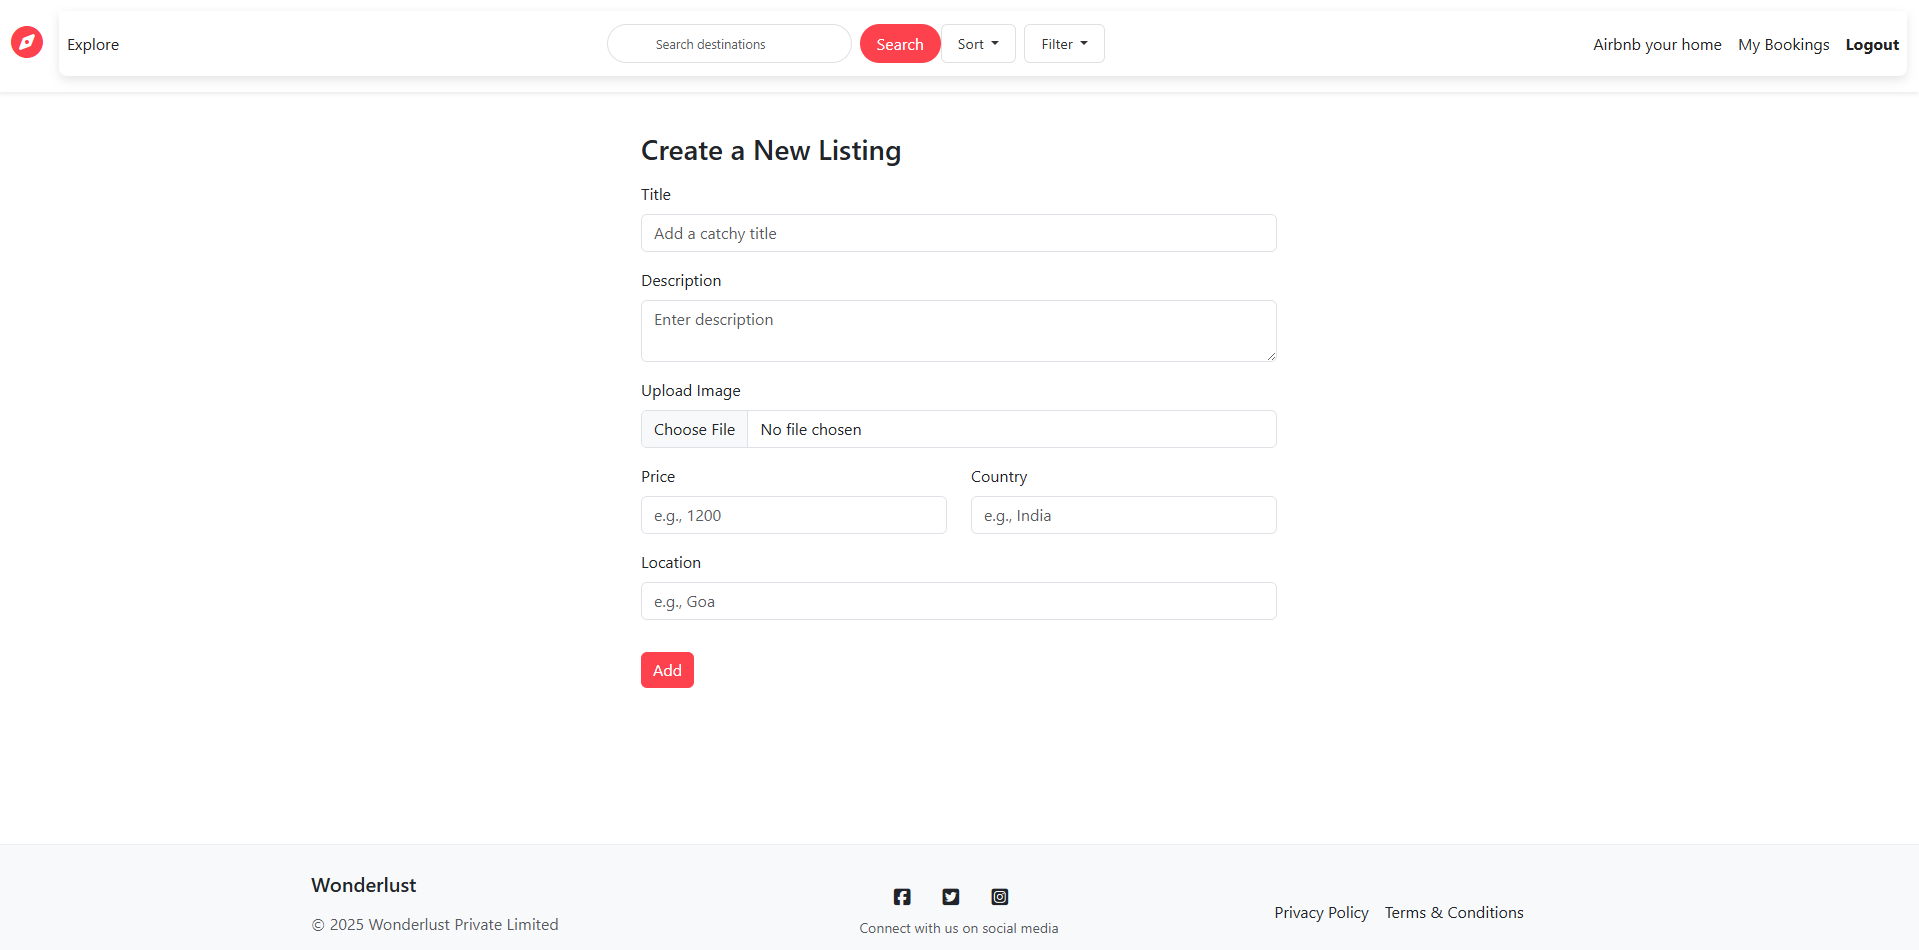 Explore
Search destinations
Search
Sort
Filter
Airbnb your home
My Bookings
Logout
Create a New Listing
Title
Add a catchy title
Description
Enter description
Upload Image
Choose File
No file chosen
Price
Country
e.g., 1200
e.g., India
Location
e.g., Goa
Add
Wonderlust
© 2025 Wonderlust Private Limited
Connect with us on social media
Privacy Policy
Terms & Conditions